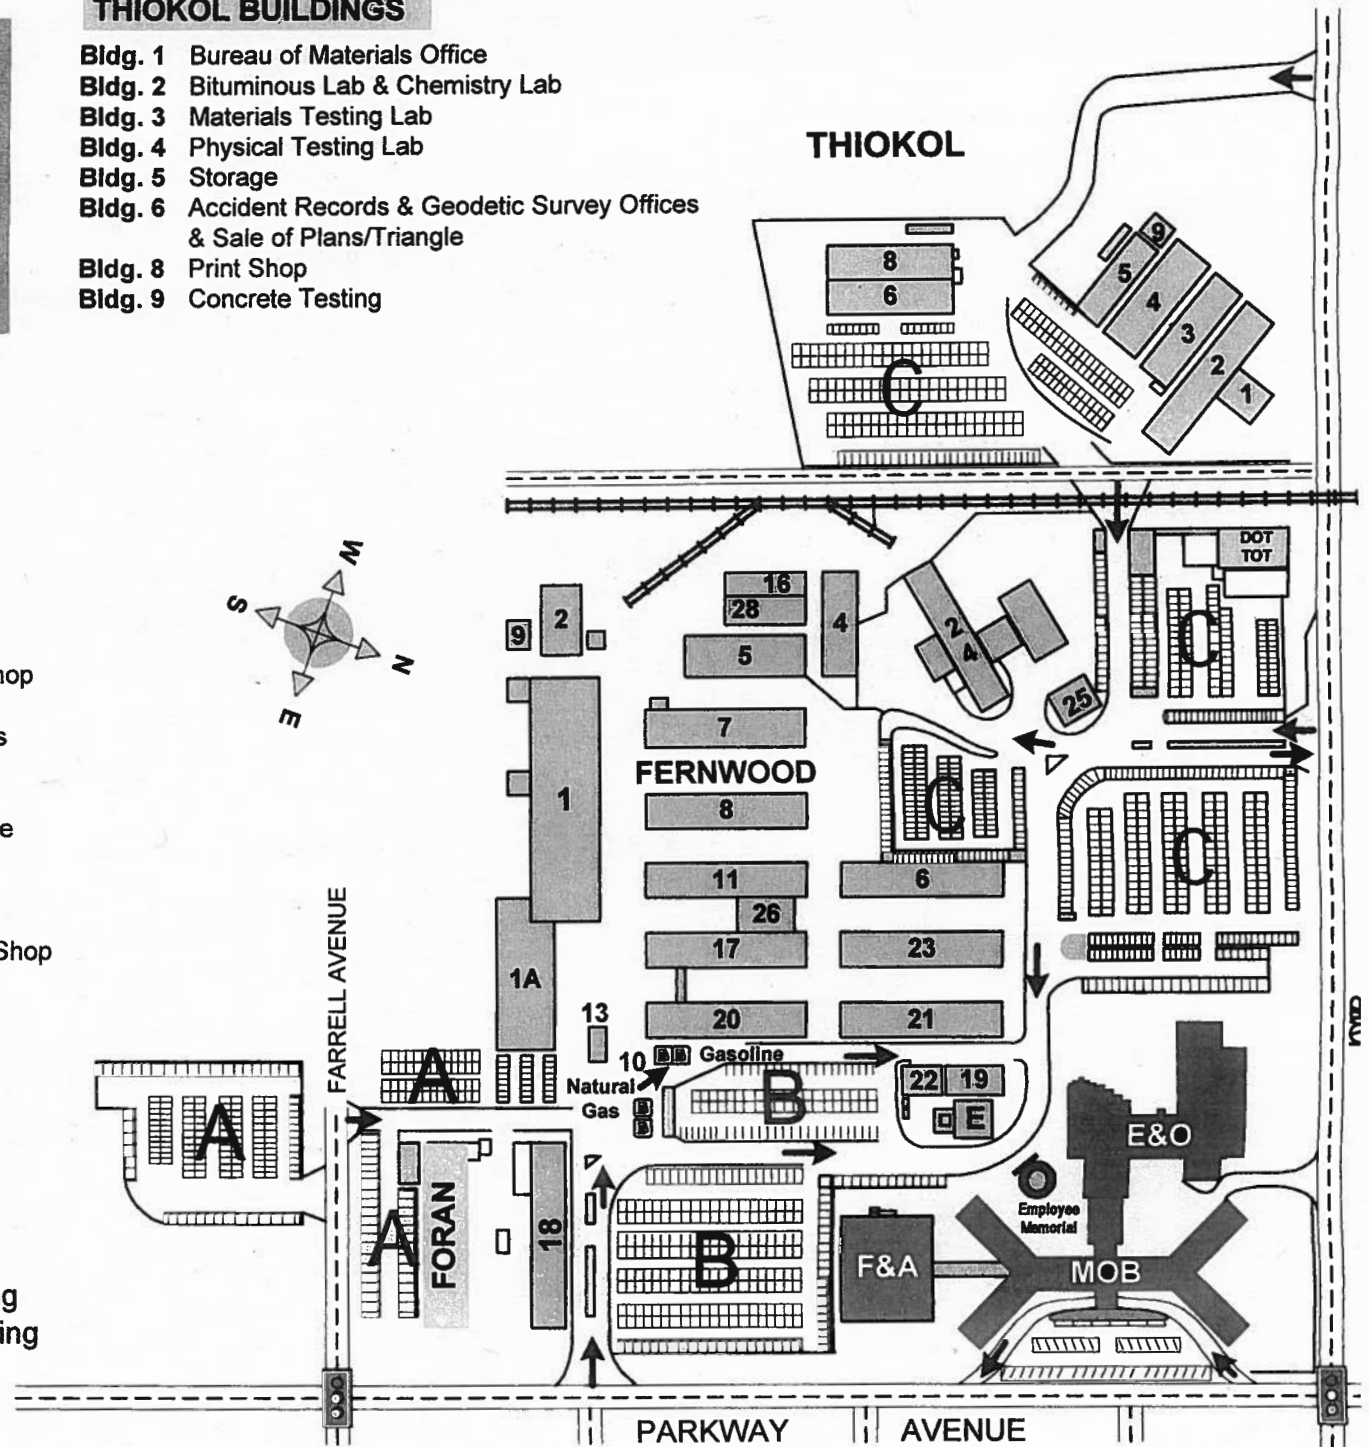 THIOKOL BUILDINGS
Bldg. 1 Bureau of Materials Office
Bldg. 2 Bituminous Lab & Chemistry Lab
Bldg. 3 Materials Testing Lab
Bldg. 4 Physical Testing Lab
Bldg. 5 Storage
Bldg. 6 Accident Records & Geodetic Survey Offices
& Sale of Plans/Triangle
Bldg. 8 Print Shop
Bldg. 9 Concrete Testing
THIOKOL
8
6
9
5
4
3
2
1
C
DOT
TOT
C
W
S
N
E
9
2
16
28
4
5
2
4
25
7
FERNWOOD
C
C
1
8
11
6
26
17
23
1A
13
20
21
10
Gasoline
Natural
Gas
B
B
B
B
B
22
19
E
E&O
FARRELL AVENUE
A
A
A
FORAN
18
B
Employee
Memorial
F&A
MOB
hop
s
e
Shop
g
ing
PARKWAY AVENUE